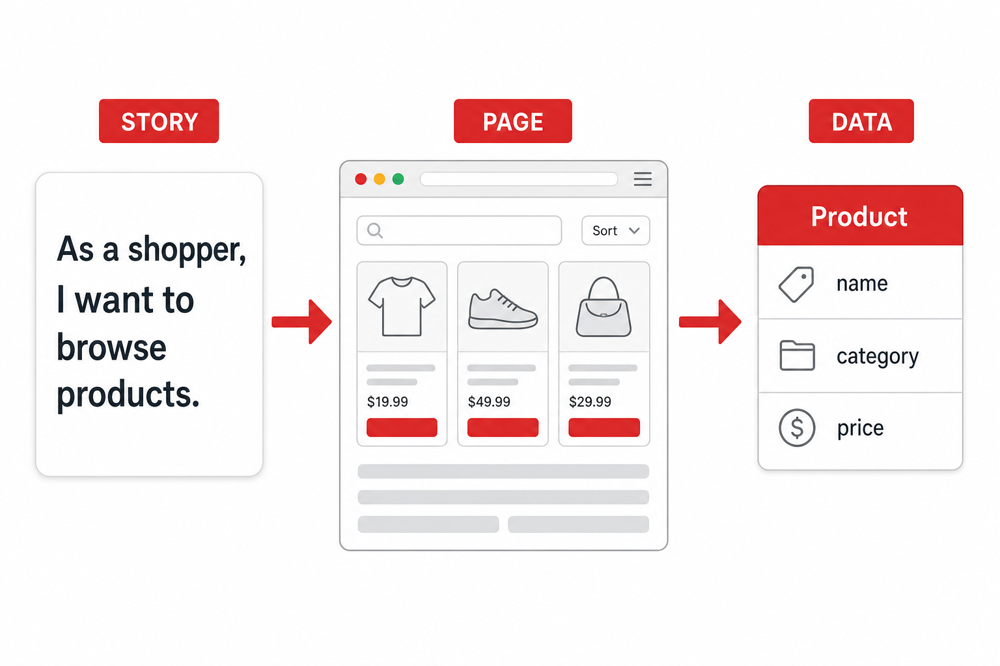 STORY
PAGE
DATA
As a shopper,
I want to
browse
products.
Sort
$19.99
$49.99
$29.99
Product
name
category
price